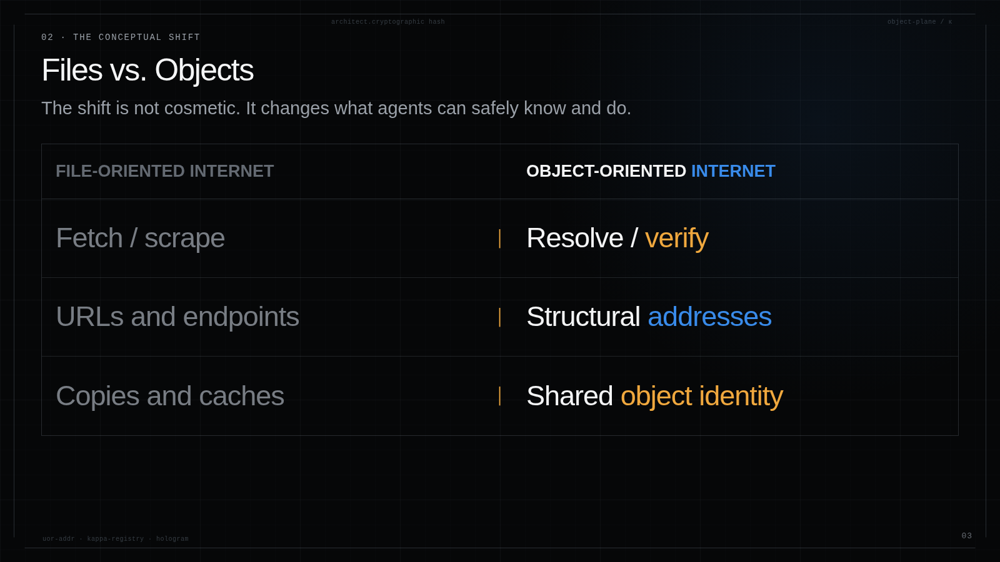 architect.cryptographic hash
object-plane / κ
02 · THE CONCEPTUAL SHIFT
Files vs. Objects
The shift is not cosmetic. It changes what agents can safely know and do.
FILE-ORIENTED INTERNET
OBJECT-ORIENTED INTERNET
Fetch / scrape
Resolve / verify
URLs and endpoints
Structural addresses
Copies and caches
Shared object identity
uor-addr · kappa-registry · hologram
03